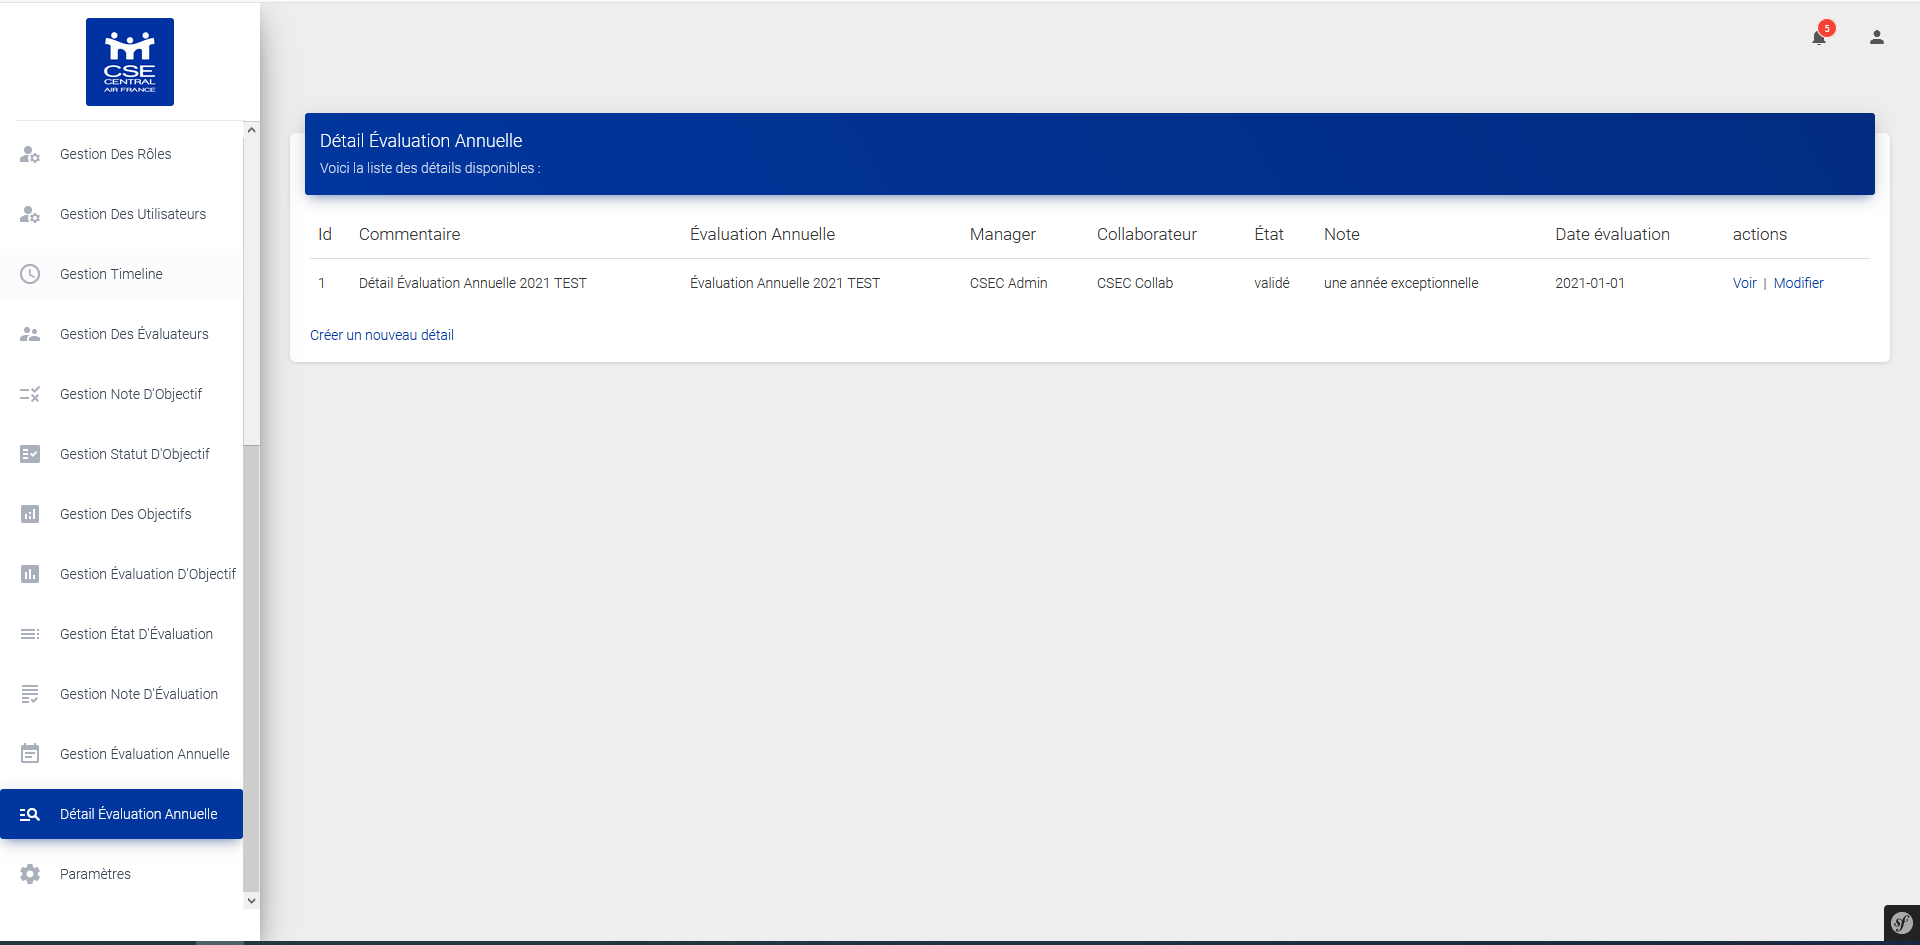 CSE
CENTRAL
AIR FRANCE
5
Gestion Des Rôles
Gestion Des Utilisateurs
Gestion Timeline
Gestion Des Évaluateurs
Gestion Note D'Objectif
Gestion Statut D'Objectif
Gestion Des Objectifs
Gestion Évaluation D'Objectif
Gestion État D'Évaluation
Gestion Note D'Évaluation
Gestion Évaluation Annuelle
Détail Évaluation Annuelle
Paramètres
Détail Évaluation Annuelle
Voici la liste des détails disponibles :
Id Commentaire Évaluation Annuelle Manager Collaborateur État Note Date évaluation actions
1 Détail Évaluation Annuelle 2021 TEST Évaluation Annuelle 2021 TEST CSEC Admin CSEC Collab validé une année exceptionnelle 2021-01-01 Voir | Modifier
Créer un nouveau détail
sf